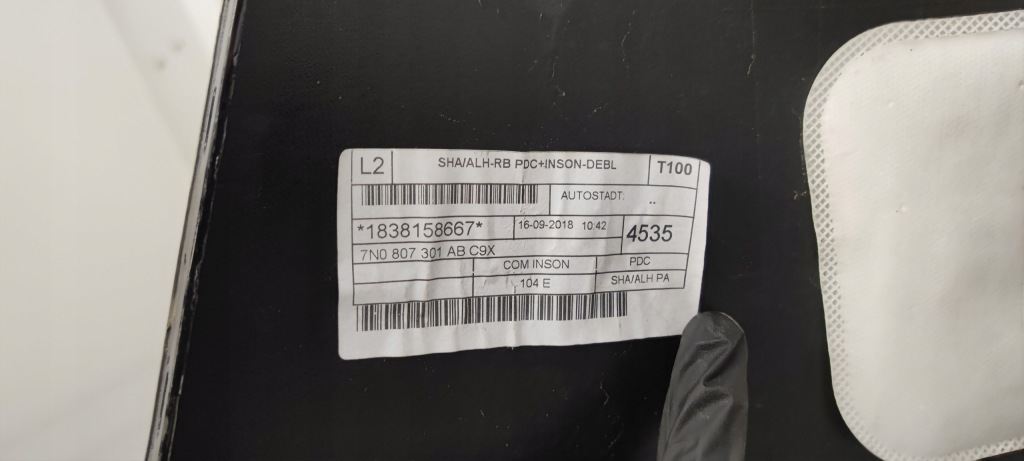 L2 SHA/ALH-RB PDC+INSON-DEBL T100
AUTOSTADT: ..
*1838158667* 16-09-2018 10:42 4535
7N0 807 301 AB C9X
COM INSON PDC
104 E SHA/ALH PA